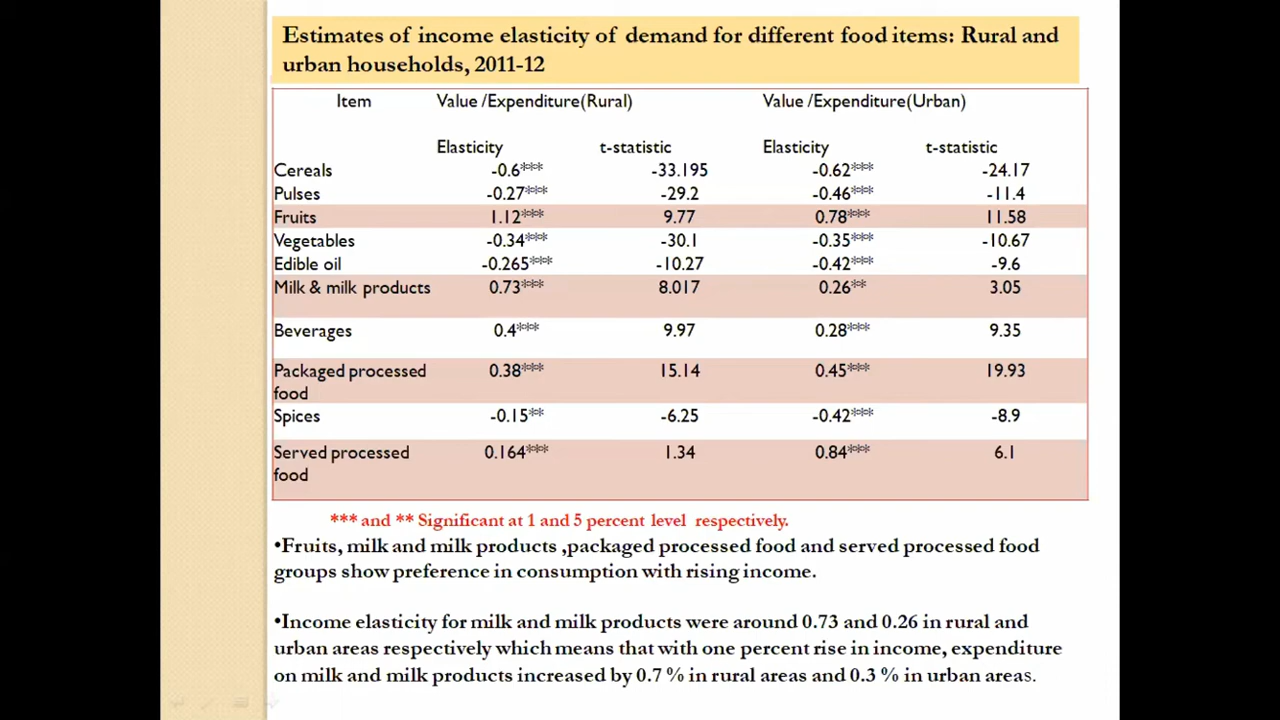 Estimates of income elasticity of demand for different food items: Rural and
urban households, 2011-12
Item Value /Expenditure(Rural) Value /Expenditure(Urban)
Elasticity t-statistic Elasticity t-statistic
Cereals -0.6*** -33.195 -0.62*** -24.17
Pulses -0.27*** -29.2 -0.46*** -11.4
Fruits 1.12*** 9.77 0.78*** 11.58
Vegetables -0.34*** -30.1 -0.35*** -10.67
Edible oil -0.265*** -10.27 -0.42*** -9.6
Milk & milk products 0.73*** 8.017 0.26** 3.05
Beverages 0.4*** 9.97 0.28*** 9.35
Packaged processed 0.38*** 15.14 0.45*** 19.93
food
Spices -0.15** -6.25 -0.42*** -8.9
Served processed 0.164*** 1.34 0.84*** 6.1
food
*** and ** Significant at 1 and 5 percent level respectively.
•Fruits, milk and milk products ,packaged processed food and served processed food
groups show preference in consumption with rising income.
•Income elasticity for milk and milk products were around 0.73 and 0.26 in rural and
urban areas respectively which means that with one percent rise in income, expenditure
on milk and milk products increased by 0.7 % in rural areas and 0.3 % in urban areas.